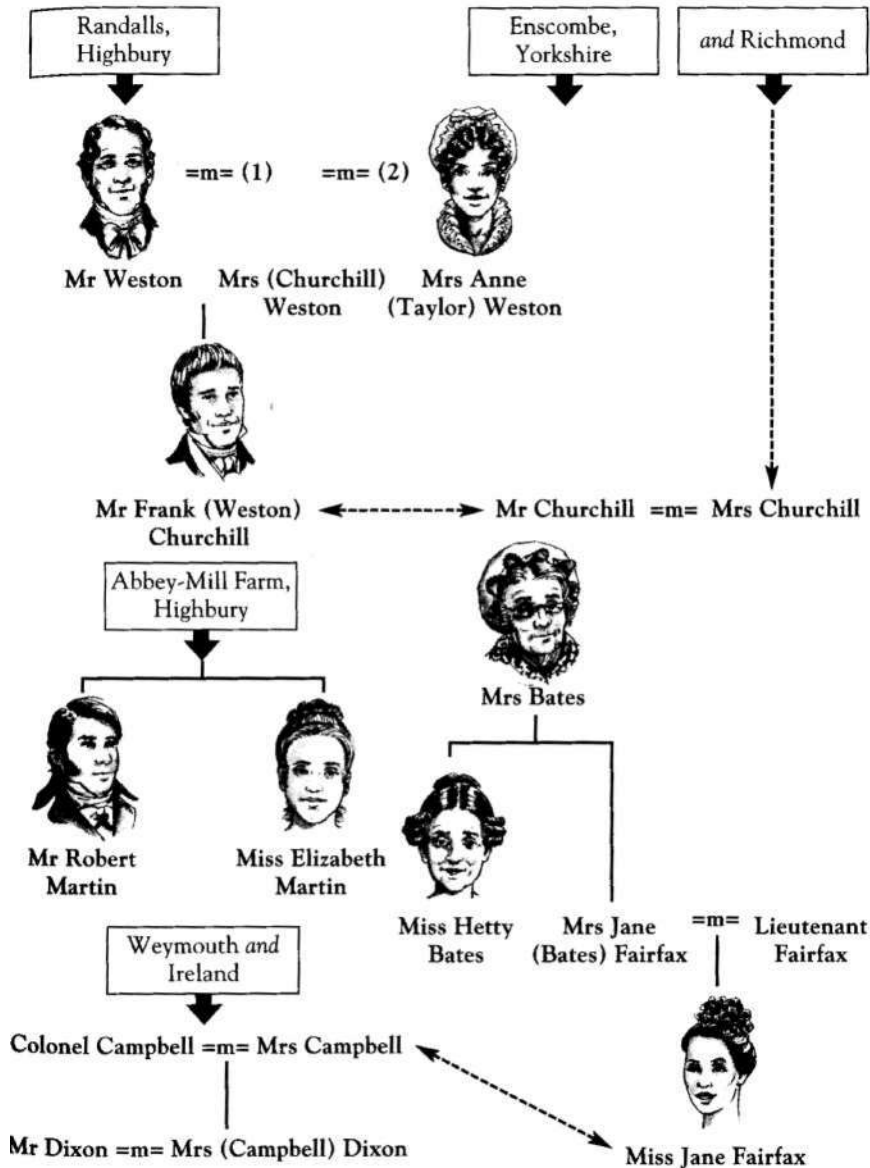 Randalls,
Highbury
Enscombe,
Yorkshire
and Richmond
=m= (1)
=m= (2)
Mr Weston
Mrs (Churchill)
Weston
Mrs Anne
(Taylor) Weston
Mr Frank (Weston)
Churchill
Mr Churchill =m= Mrs Churchill
Abbey-Mill Farm,
Highbury
Mrs Bates
Mr Robert
Martin
Miss Elizabeth
Martin
Miss Hetty
Bates
Mrs Jane
(Bates) Fairfax
=m=
Lieutenant
Fairfax
Weymouth and
Ireland
Colonel Campbell =m= Mrs Campbell
Mr Dixon =m= Mrs (Campbell) Dixon
Miss Jane Fairfax